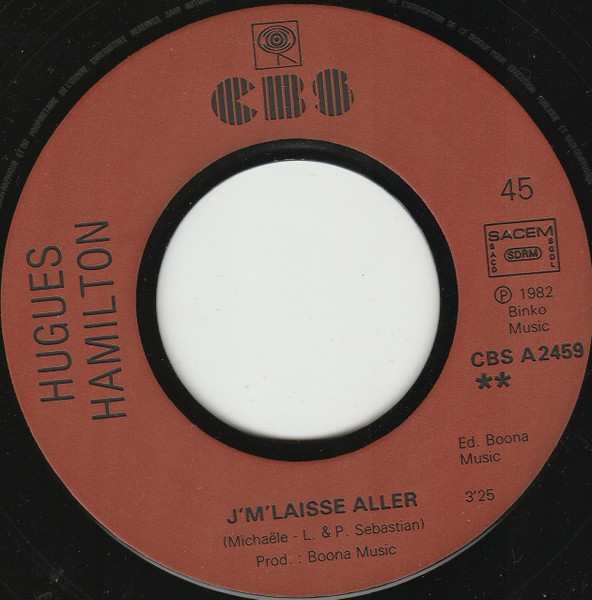 CBS
45
SACEM
SACD
SDRM
SGDL
℗ 1982
Binko
Music
CBS A 2459
**
HUGUES
HAMILTON
Ed. Boona
Music
3'25
J'M'LAISSE ALLER
(Michaële - L. & P. Sebastian)
Prod. : Boona Music